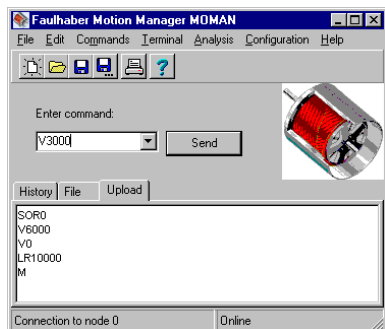 Faulhaber Motion Manager MOMAN
File Edit Commands Terminal Analysis Configuration Help
Enter command:
V3000
Send
History File Upload
SOR0
V6000
V0
LR10000
M
Connection to node 0 Online